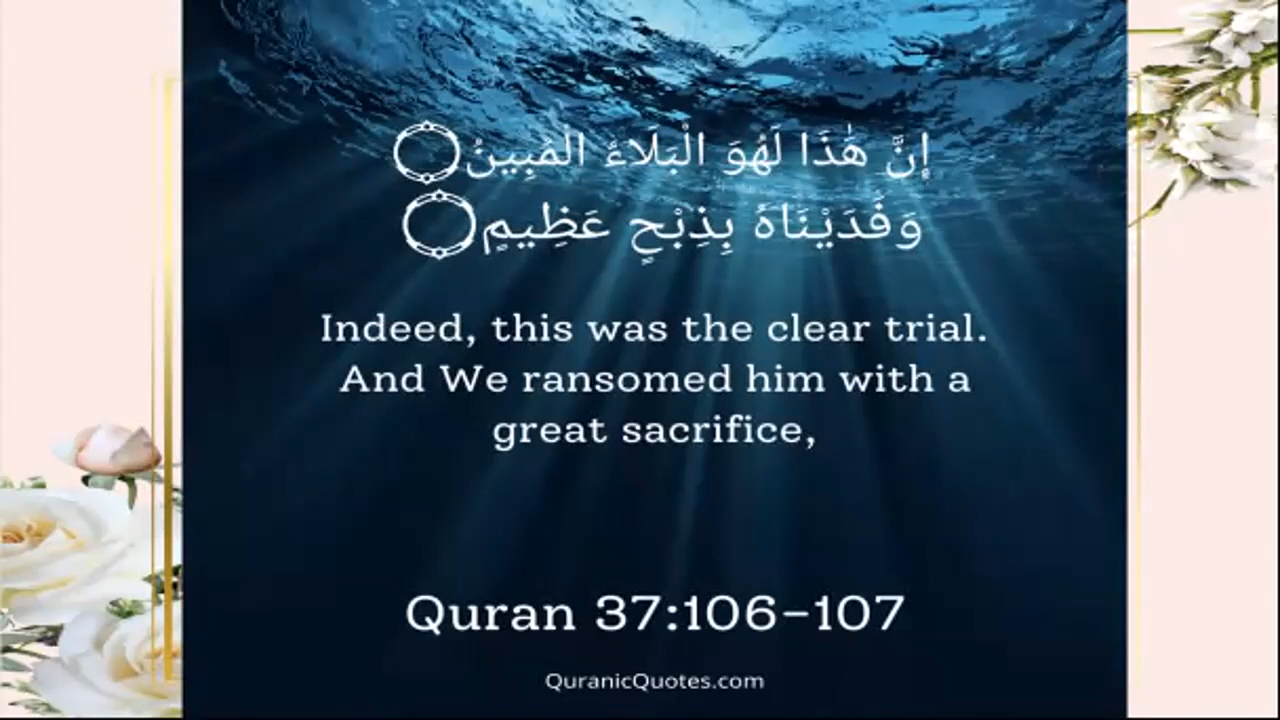 إِنَّ هَٰذَا لَهُوَ الْبَلَاءُ الْمُبِينُ
وَفَدَيْنَاهُ بِذِبْحٍ عَظِيمٍ
Indeed, this was the clear trial.
And We ransomed him with a
great sacrifice,
Quran 37:106–107
QuranicQuotes.com